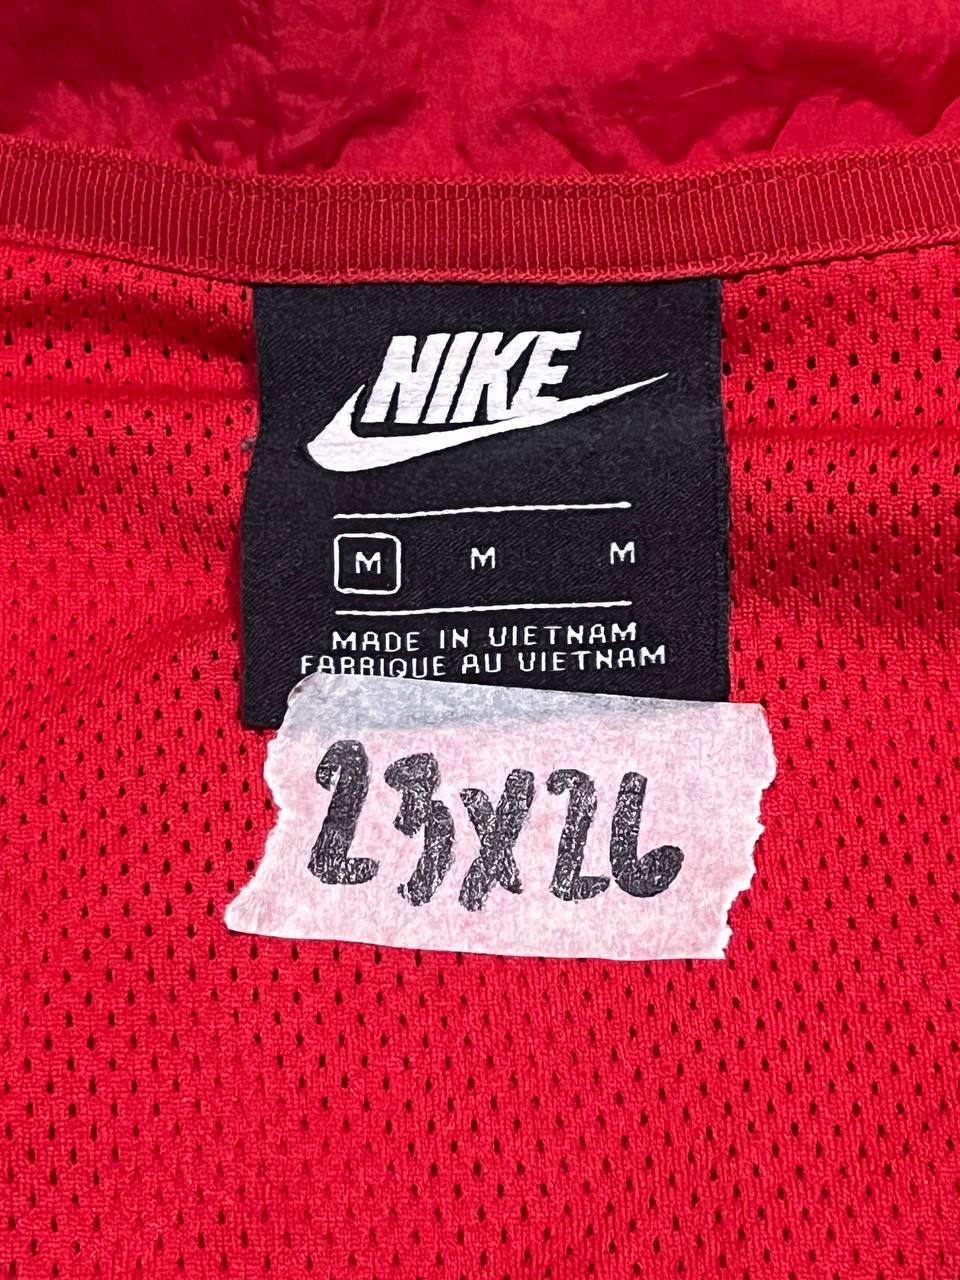 NIKE
M M M
MADE IN VIETNAM
FABRIQUE AU VIETNAM
23X26